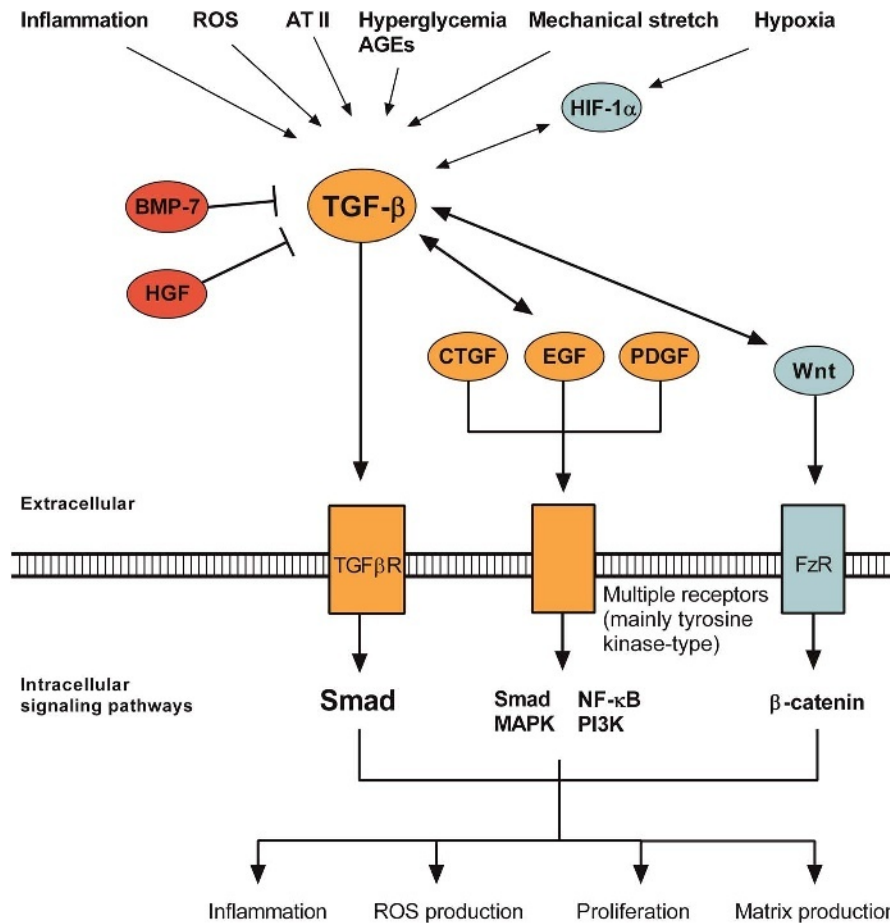 Inflammation ROS AT II Hyperglycemia Mechanical stretch Hypoxia
AGEs
HIF-1α
BMP-7
TGF-β
HGF
CTGF EGF PDGF
Wnt
Extracellular
TGFβR
FzR
Multiple receptors
(mainly tyrosine
kinase-type)
Intracellular
signaling pathways
Smad
Smad NF-κB
MAPK PI3K
β-catenin
Inflammation ROS production Proliferation Matrix production